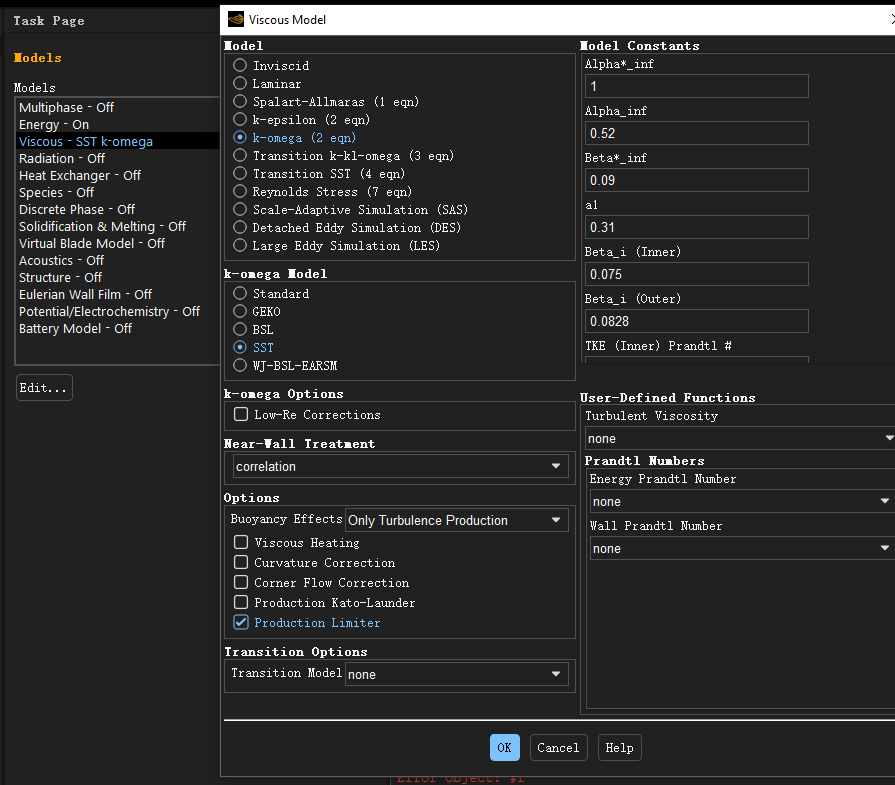 Task Page
Models
Models
Multiphase - Off
Energy - On
Viscous - SST k-omega
Radiation - Off
Heat Exchanger - Off
Species - Off
Discrete Phase - Off
Solidification & Melting - Off
Virtual Blade Model - Off
Acoustics - Off
Structure - Off
Eulerian Wall Film - Off
Potential/Electrochemistry - Off
Battery Model - Off
Edit...
Viscous Model
Model
Inviscid
Laminar
Spalart-Allmaras (1 eqn)
k-epsilon (2 eqn)
k-omega (2 eqn)
Transition k-kl-omega (3 eqn)
Transition SST (4 eqn)
Reynolds Stress (7 eqn)
Scale-Adaptive Simulation (SAS)
Detached Eddy Simulation (DES)
Large Eddy Simulation (LES)
k-omega Model
Standard
GEKO
BSL
SST
WJ-BSL-EARSM
k-omega Options
Low-Re Corrections
Near-Wall Treatment
correlation
Options
Buoyancy Effects Only Turbulence Production
Viscous Heating
Curvature Correction
Corner Flow Correction
Production Kato-Launder
Production Limiter
Transition Options
Transition Model none
Model Constants
Alpha*_inf
1
Alpha_inf
0.52
Beta*_inf
0.09
a1
0.31
Beta_i (Inner)
0.075
Beta_i (Outer)
0.0828
TKE (Inner) Prandtl #
User-Defined Functions
Turbulent Viscosity
none
Prandtl Numbers
Energy Prandtl Number
none
Wall Prandtl Number
none
OK Cancel Help
Error Object: #f